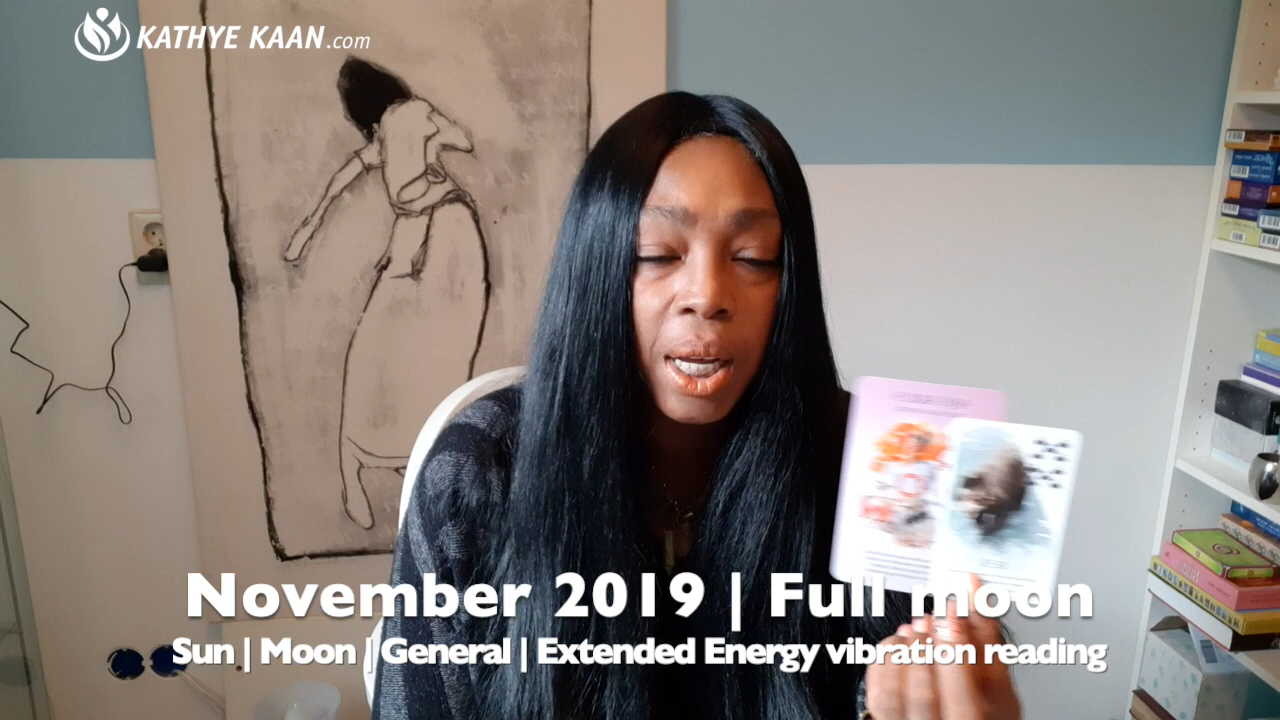 KATHYE KAAN.com
November 2019 | Full moon
Sun | Moon | General | Extended Energy vibration reading